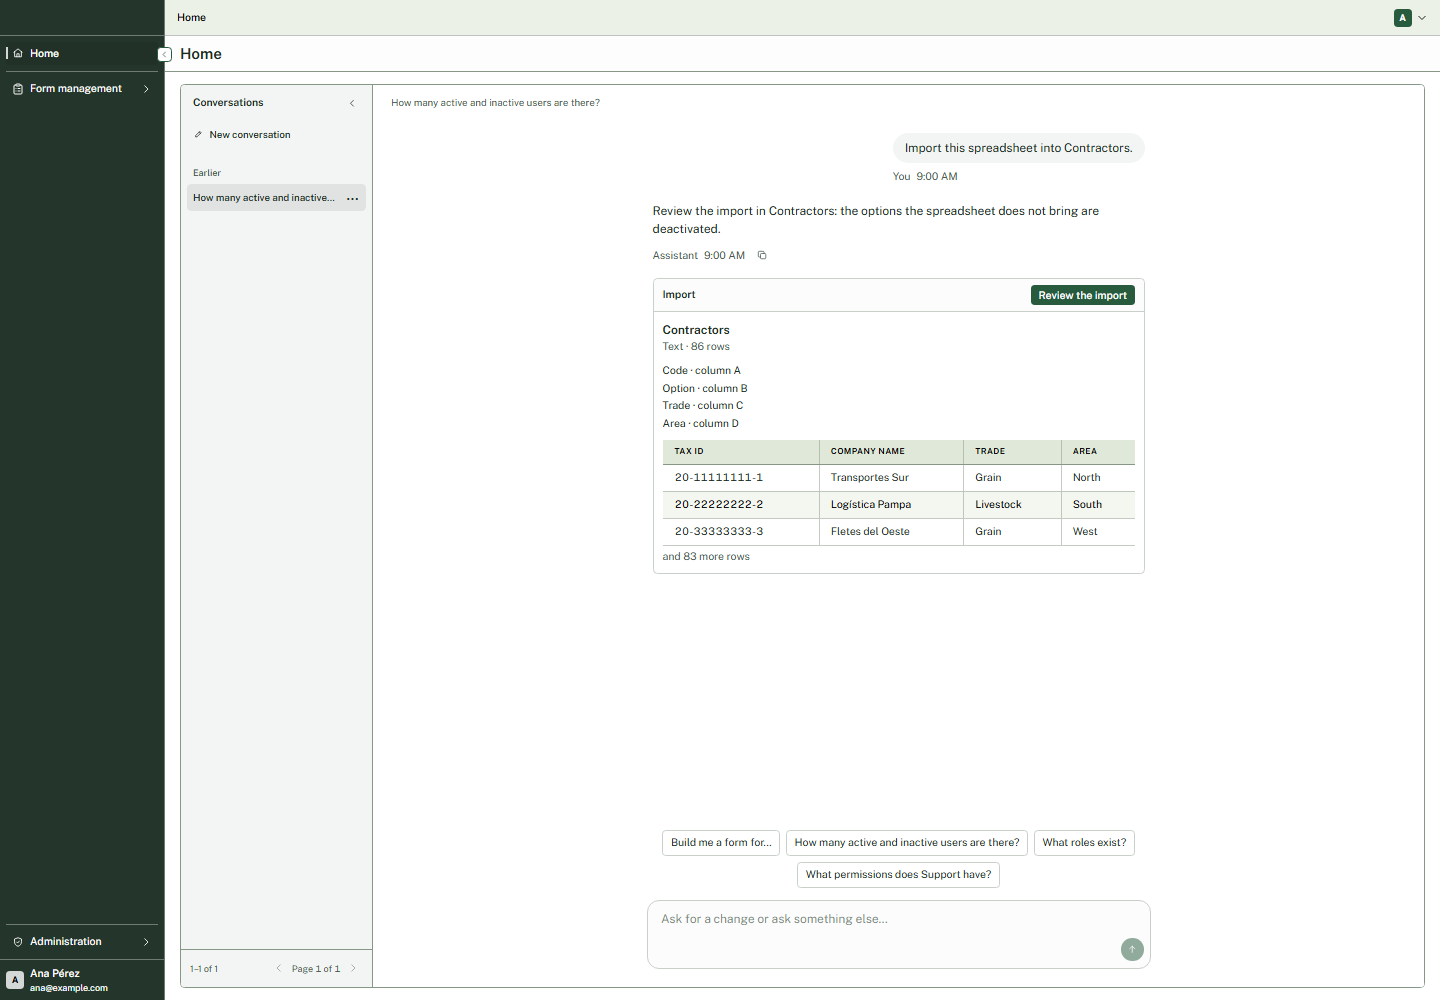 Home
A
Home
Home
Form management
Conversations
How many active and inactive users are there?
New conversation
Import this spreadsheet into Contractors.
You 9:00 AM
Earlier
How many active and inactive...
Review the import in Contractors: the options the spreadsheet does not bring are
deactivated.
Assistant 9:00 AM
Import
Review the import
Contractors
Text · 86 rows
Code · column A
Option · column B
Trade · column C
Area · column D
TAX ID COMPANY NAME TRADE AREA
20-11111111-1 Transportes Sur Grain North
20-22222222-2 Logística Pampa Livestock South
20-33333333-3 Fletes del Oeste Grain West
and 83 more rows
Build me a form for... How many active and inactive users are there? What roles exist?
What permissions does Support have?
Ask for a change or ask something else...
Administration
1-1 of 1 Page 1 of 1
A
Ana Pérez
ana@example.com